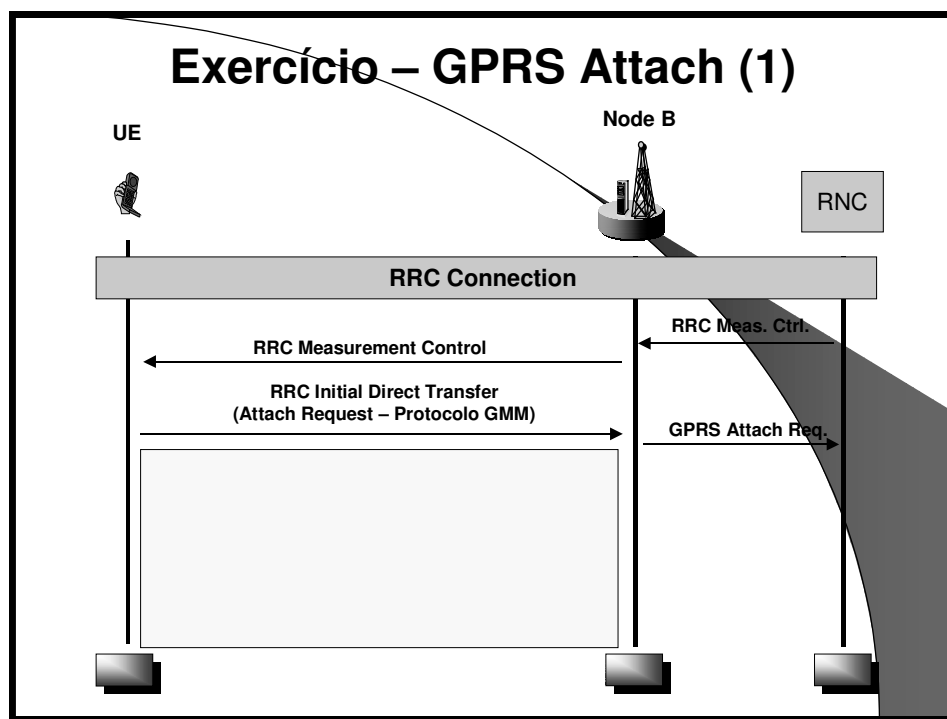 Exercício – GPRS Attach (1)
Node B
UE
RNC
RRC Connection
RRC Meas. Ctrl.
RRC Measurement Control
RRC Initial Direct Transfer
(Attach Request – Protocolo GMM)
GPRS Attach Req.